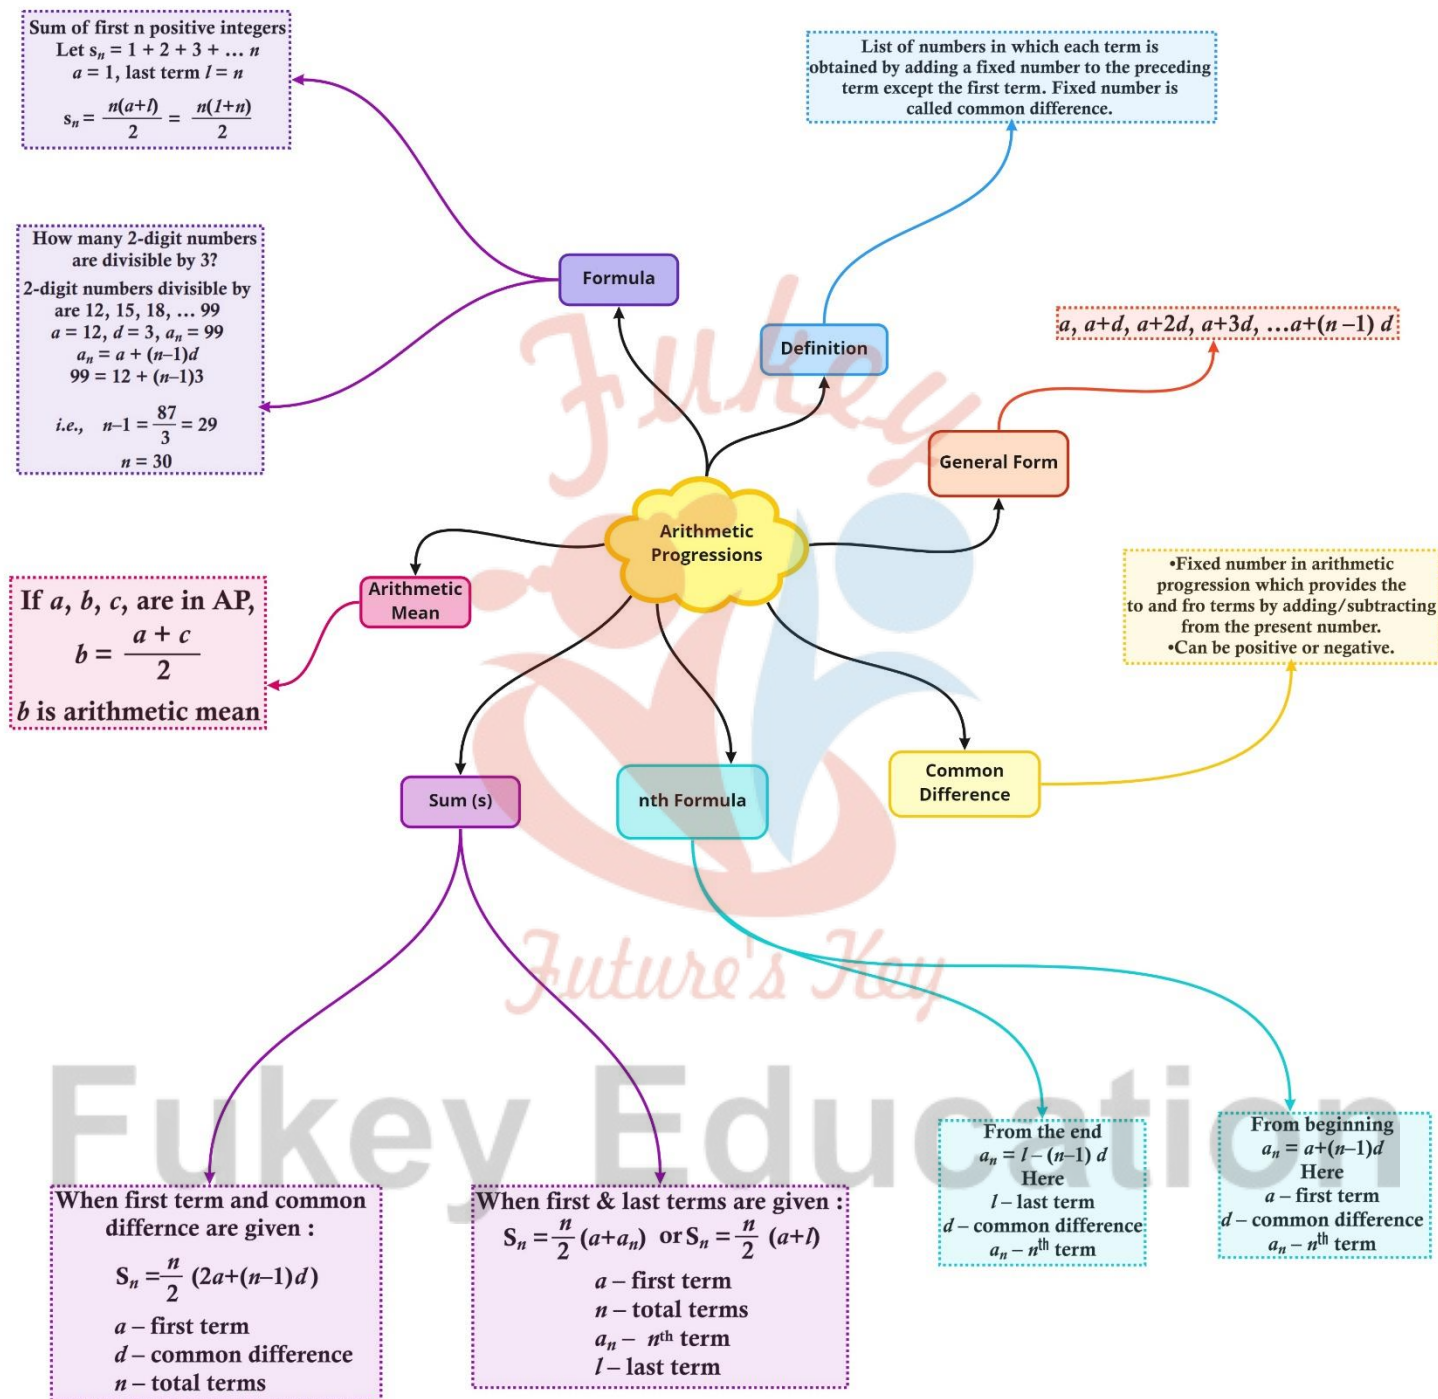 Sum of first n positive integers
Let sₙ = 1 + 2 + 3 + … n
a = 1, last term l = n
sₙ = n(a+l)/2 = n(1+n)/2
List of numbers in which each term is
obtained by adding a fixed number to the preceding
term except the first term. Fixed number is
called common difference.
How many 2-digit numbers
are divisible by 3?
2-digit numbers divisible by
are 12, 15, 18, … 99
a = 12, d = 3, aₙ = 99
aₙ = a + (n–1)d
99 = 12 + (n–1)3
i.e., n–1 = 87/3 = 29
n = 30
Formula
Definition
a, a+d, a+2d, a+3d, …a+(n –1) d
General Form
Arithmetic
Progressions
Arithmetic
Mean
If a, b, c, are in AP,
b = a + c/2
b is arithmetic mean
•Fixed number in arithmetic
progression which provides the
to and fro terms by adding/subtracting
from the present number.
•Can be positive or negative.
Common
Difference
Sum (s)
nth Formula
Fukey
Future's Key
Fukey Education
When first term and common
differnce are given :
Sₙ = n/2 (2a+(n–1)d)
a – first term
d – common difference
n – total terms
When first & last terms are given :
Sₙ = n/2 (a+aₙ) or Sₙ = n/2 (a+l)
a – first term
n – total terms
aₙ – nᵗʰ term
l – last term
From the end
aₙ = l – (n–1) d
Here
l – last term
d – common difference
aₙ – nᵗʰ term
From beginning
aₙ = a+(n–1)d
Here
a – first term
d – common difference
aₙ – nᵗʰ term